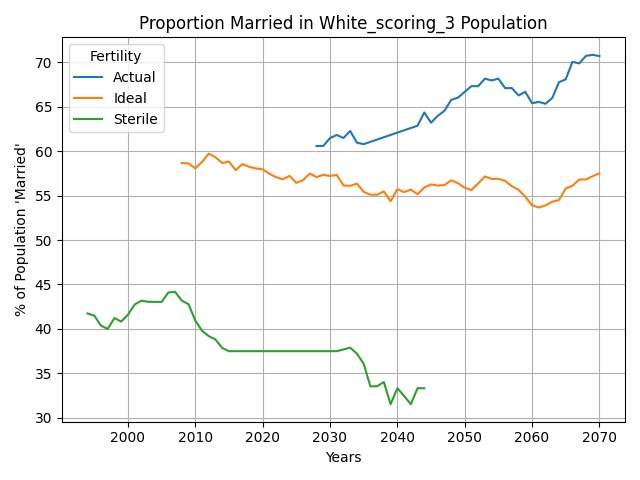 Proportion Married in White_scoring_3 Population
Fertility
Actual
Ideal
Sterile
% of Population 'Married'
70
65
60
55
50
45
40
35
30
2000 2010 2020 2030 2040 2050 2060 2070
Years